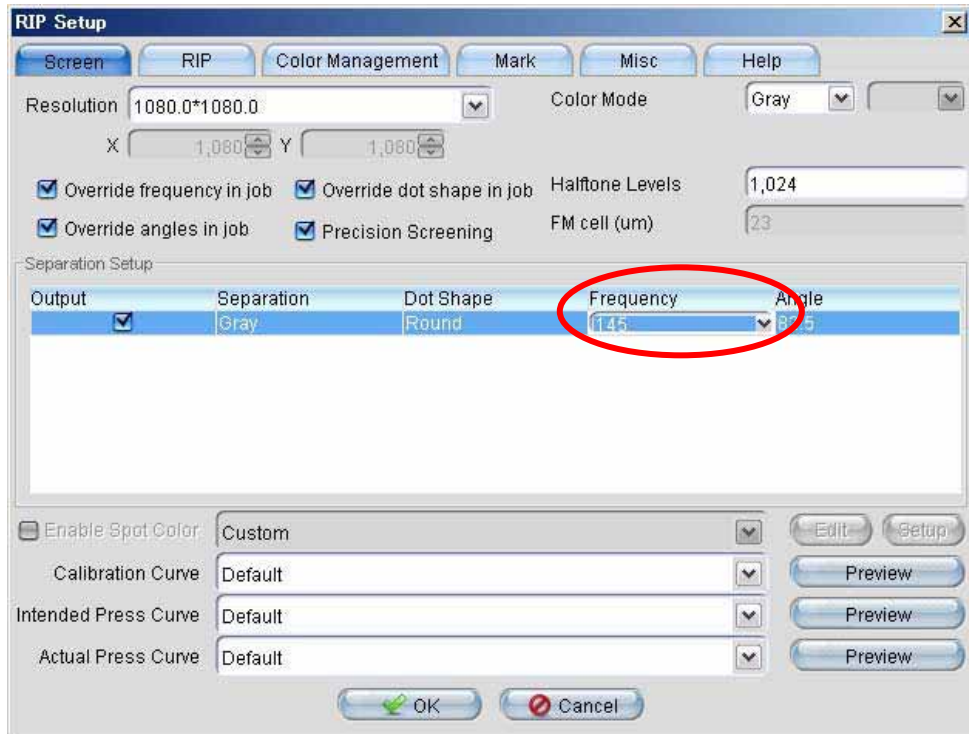 RIP Setup
Screen RIP Color Management Mark Misc Help
Resolution 1080.0*1080.0 Color Mode Gray
X 1,080 Y 1,080
Override frequency in job Override dot shape in job Halftone Levels 1,024
Override angles in job Precision Screening FM cell (um) 23
Separation Setup
Output Separation Dot Shape Frequency Angle
Gray Round 145
Enable Spot Color Custom Edit Setup
Calibration Curve Default Preview
Intended Press Curve Default Preview
Actual Press Curve Default Preview
OK Cancel